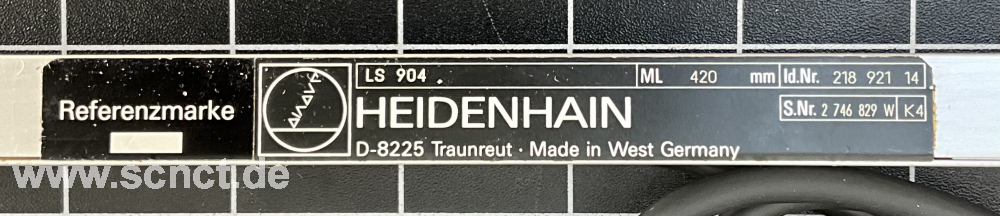 LS 904
ML 420 mm
Id.Nr. 218 921 14
Referenzmarke
HEIDENHAIN
S.Nr. 2 746 829 W K4
D-8225 Traunreut · Made in West Germany
www.scnct.de